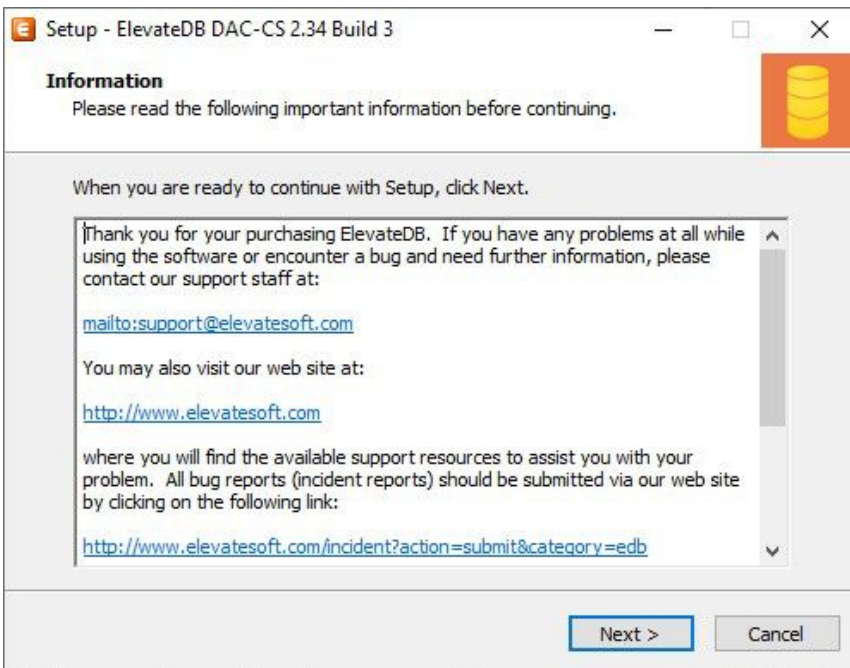 Setup - ElevateDB DAC-CS 2.34 Build 3
Information
Please read the following important information before continuing.
When you are ready to continue with Setup, click Next.
Thank you for your purchasing ElevateDB.  If you have any problems at all while
using the software or encounter a bug and need further information, please
contact our support staff at:
mailto:support@elevatesoft.com
You may also visit our web site at:
http://www.elevatesoft.com
where you will find the available support resources to assist you with your
problem.  All bug reports (incident reports) should be submitted via our web site
by clicking on the following link:
http://www.elevatesoft.com/incident?action=submit&category=edb
Next >
Cancel